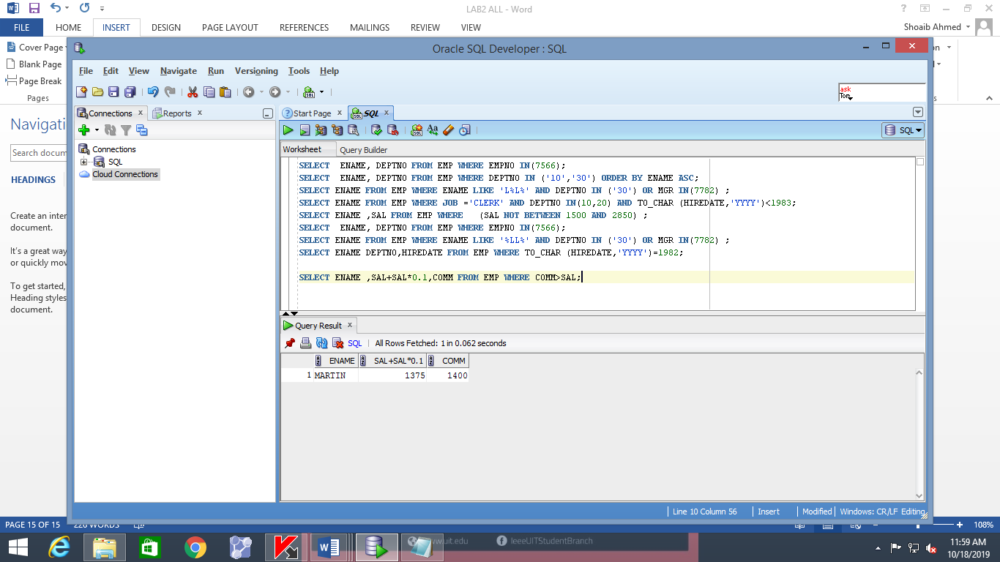 LAB2 ALL - Word
FILE HOME INSERT DESIGN PAGE LAYOUT REFERENCES MAILINGS REVIEW VIEW Shoaib Ahmed
Cover Page
Blank Page
Page Break
Pages
Oracle SQL Developer : SQL
File Edit View Navigate Run Versioning Tools Help
ask
Tom
Connections Reports
Start Page SQL
SQL
Worksheet Query Builder
Connections
SQL
Cloud Connections
Navigati
Search docum
HEADINGS
Create an inter
document.
It's a great way
or quickly mov
To get started,
Heading styles
document.
SELECT  ENAME, DEPTNO FROM EMP WHERE EMPNO IN(7566);
SELECT  ENAME, DEPTNO FROM EMP WHERE DEPTNO IN ('10','30') ORDER BY ENAME ASC;
SELECT ENAME FROM EMP WHERE ENAME LIKE 'L%L%' AND DEPTNO IN ('30') OR MGR IN(7782) ;
SELECT ENAME FROM EMP WHERE JOB ='CLERK' AND DEPTNO IN(10,20) AND TO_CHAR (HIREDATE,'YYYY')<1983;
SELECT ENAME ,SAL FROM EMP WHERE   (SAL NOT BETWEEN 1500 AND 2850) ;
SELECT  ENAME, DEPTNO FROM EMP WHERE EMPNO IN(7566);
SELECT ENAME FROM EMP WHERE ENAME LIKE '%LL%' AND DEPTNO IN ('30') OR MGR IN(7782) ;
SELECT ENAME DEPTNO,HIREDATE FROM EMP WHERE TO_CHAR (HIREDATE,'YYYY')=1982;
SELECT ENAME ,SAL+SAL*0.1,COMM FROM EMP WHERE COMM>SAL;
Query Result
SQL All Rows Fetched: 1 in 0.062 seconds
ENAME SAL+SAL*0.1 COMM
1 MARTIN 1375 1400
Line 10 Column 56 Insert Modified Windows: CR/LF Editing
PAGE 15 OF 15 226 WORDS 108%
.uit.edu IeeeUITStudentBranch
11:59 AM
10/18/2019